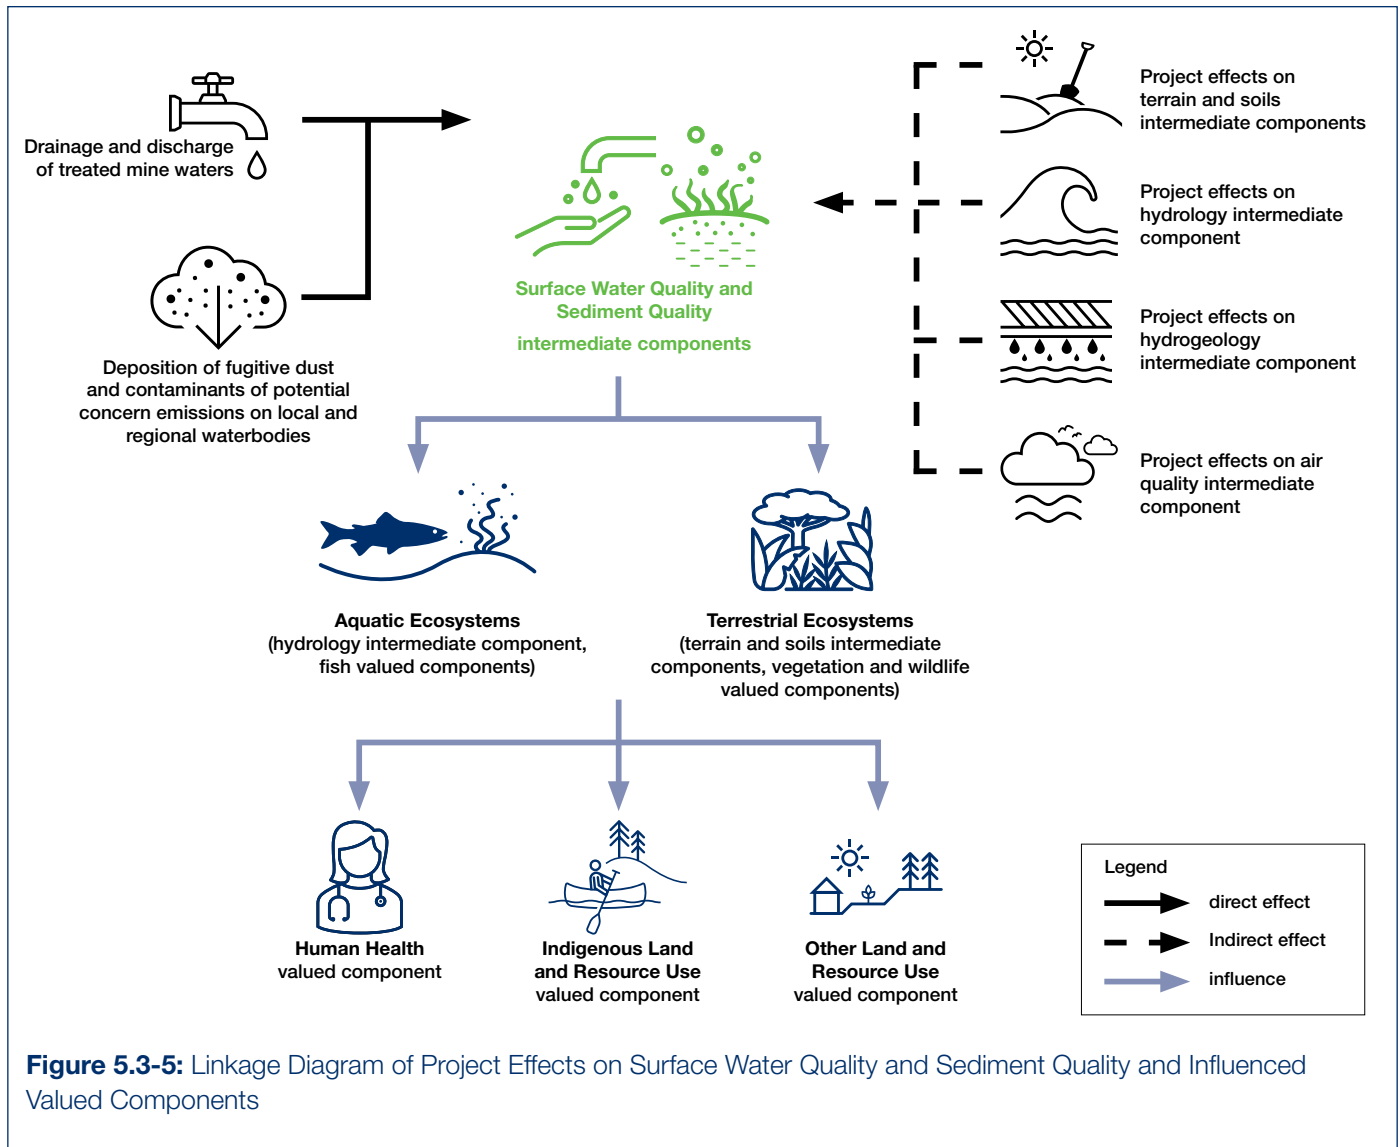 Drainage and discharge
of treated mine waters
Deposition of fugitive dust
and contaminants of potential
concern emissions on local and
regional waterbodies
Surface Water Quality and
Sediment Quality
intermediate components
Project effects on
terrain and soils
intermediate components
Project effects on
hydrology intermediate
component
Project effects on
hydrogeology
intermediate component
Project effects on air
quality intermediate
component
Aquatic Ecosystems
(hydrology intermediate component,
fish valued components)
Terrestrial Ecosystems
(terrain and soils intermediate
components, vegetation and wildlife
valued components)
Human Health
valued component
Indigenous Land
and Resource Use
valued component
Other Land and
Resource Use
valued component
Legend
direct effect
Indirect effect
influence
Figure 5.3-5: Linkage Diagram of Project Effects on Surface Water Quality and Sediment Quality and Influenced
Valued Components